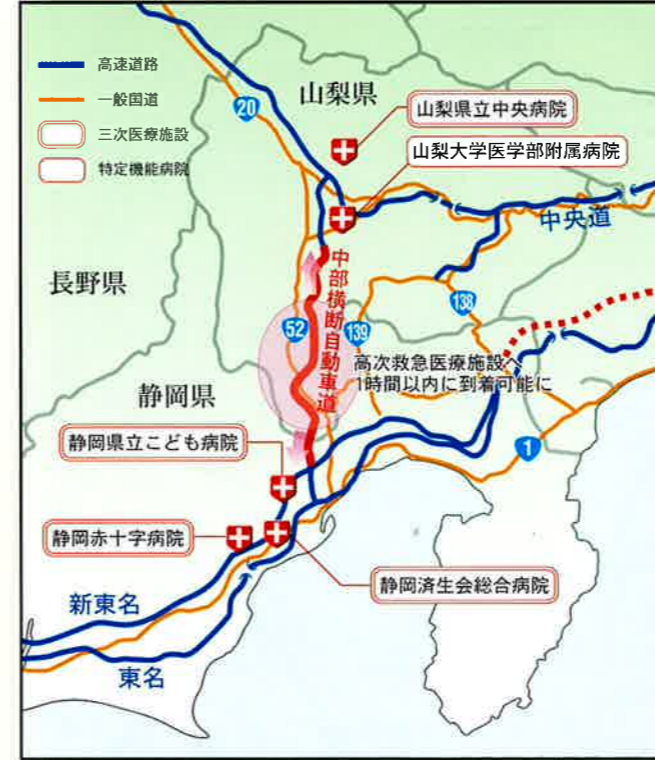 高速道路
一般国道
三次医療施設
特定機能病院
山梨県
20
山梨県立中央病院
山梨大学医学部附属病院
中央道
長野県
中部横断自動車道
52
139
138
高次救急医療施設へ
1時間以内に到着可能に
静岡県
静岡県立こども病院
1
静岡赤十字病院
静岡済生会総合病院
新東名
東名